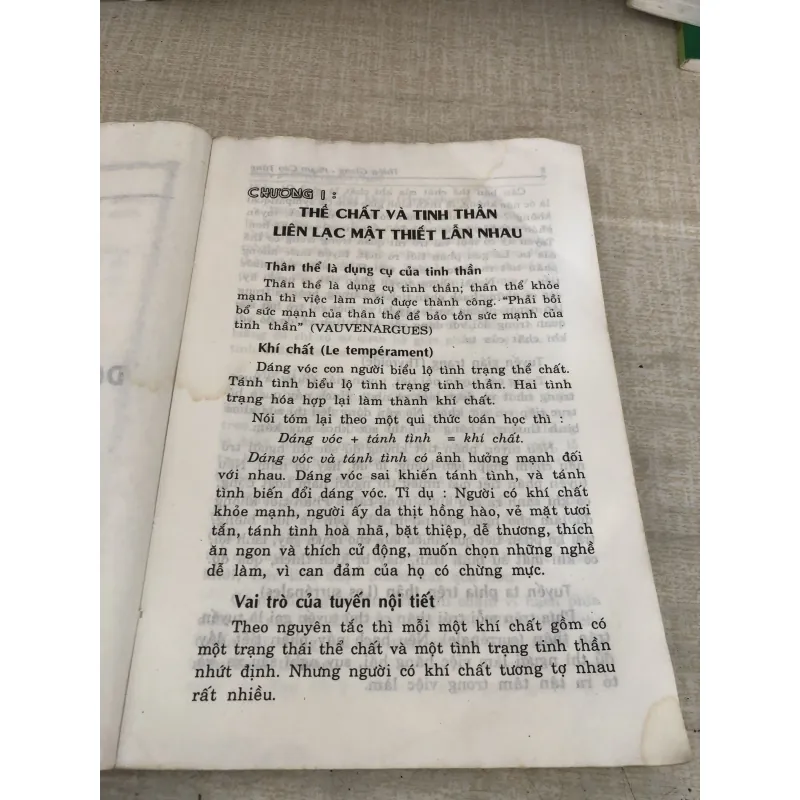 CHƯƠNG I :
THỂ CHẤT VÀ TINH THẦN
LIÊN LẠC MẬT THIẾT LẪN NHAU
Thân thể là dụng cụ của tinh thần
Thân thể là dụng cụ tinh thần; thân thể khỏe
mạnh thì việc làm mới được thành công. “Phải bồi
bổ sức mạnh của thân thể để bảo tồn sức mạnh của
tinh thần” (VAUVENARGUES)
Khí chất (Le tempérament)
Dáng vóc con người biểu lộ tình trạng thể chất.
Tánh tình biểu lộ tình trạng tinh thần. Hai tình
trạng hóa hợp lại làm thành khí chất.
Nói tóm lại theo một qui thức toán học thì :
Dáng vóc + tánh tình = khí chất.
Dáng vóc và tánh tình có ảnh hưởng mạnh đối
với nhau. Dáng vóc sai khiến tánh tình, và tánh
tình biến đổi dáng vóc. Tỉ dụ : Người có khí chất
khỏe mạnh, người ấy da thịt hồng hào, vẻ mặt tươi
tắn, tánh tình hoà nhã, bặt thiệp, dễ thương, thích
ăn ngon và thích cử động, muốn chọn những nghề
dễ làm, vì can đảm của họ có chừng mực.
Vai trò của tuyến nội tiết
Theo nguyên tắc thì mỗi một khí chất gồm có
một trạng thái thể chất và một tình trạng tinh thần
nhứt định. Nhưng người có khí chất tương tợ nhau
rất nhiều.